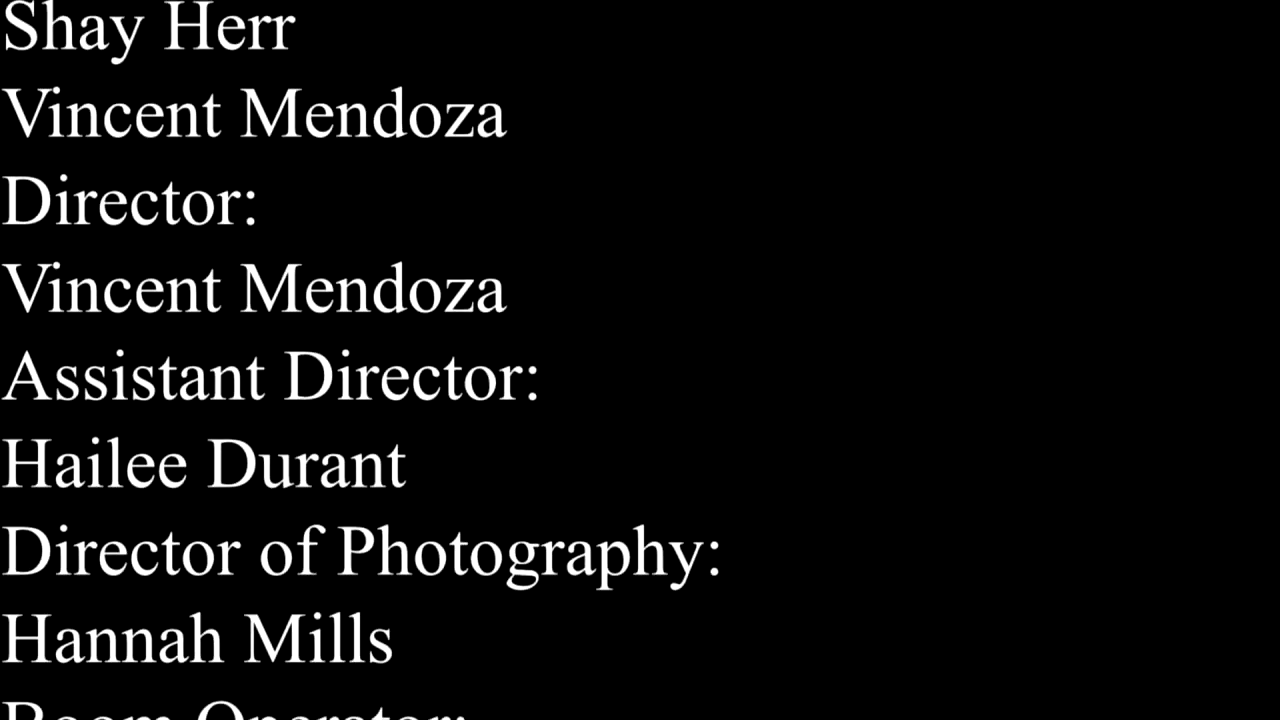 Shay Herr
Vincent Mendoza
Director:
Vincent Mendoza
Assistant Director:
Hailee Durant
Director of Photography:
Hannah Mills
Boom Operator: